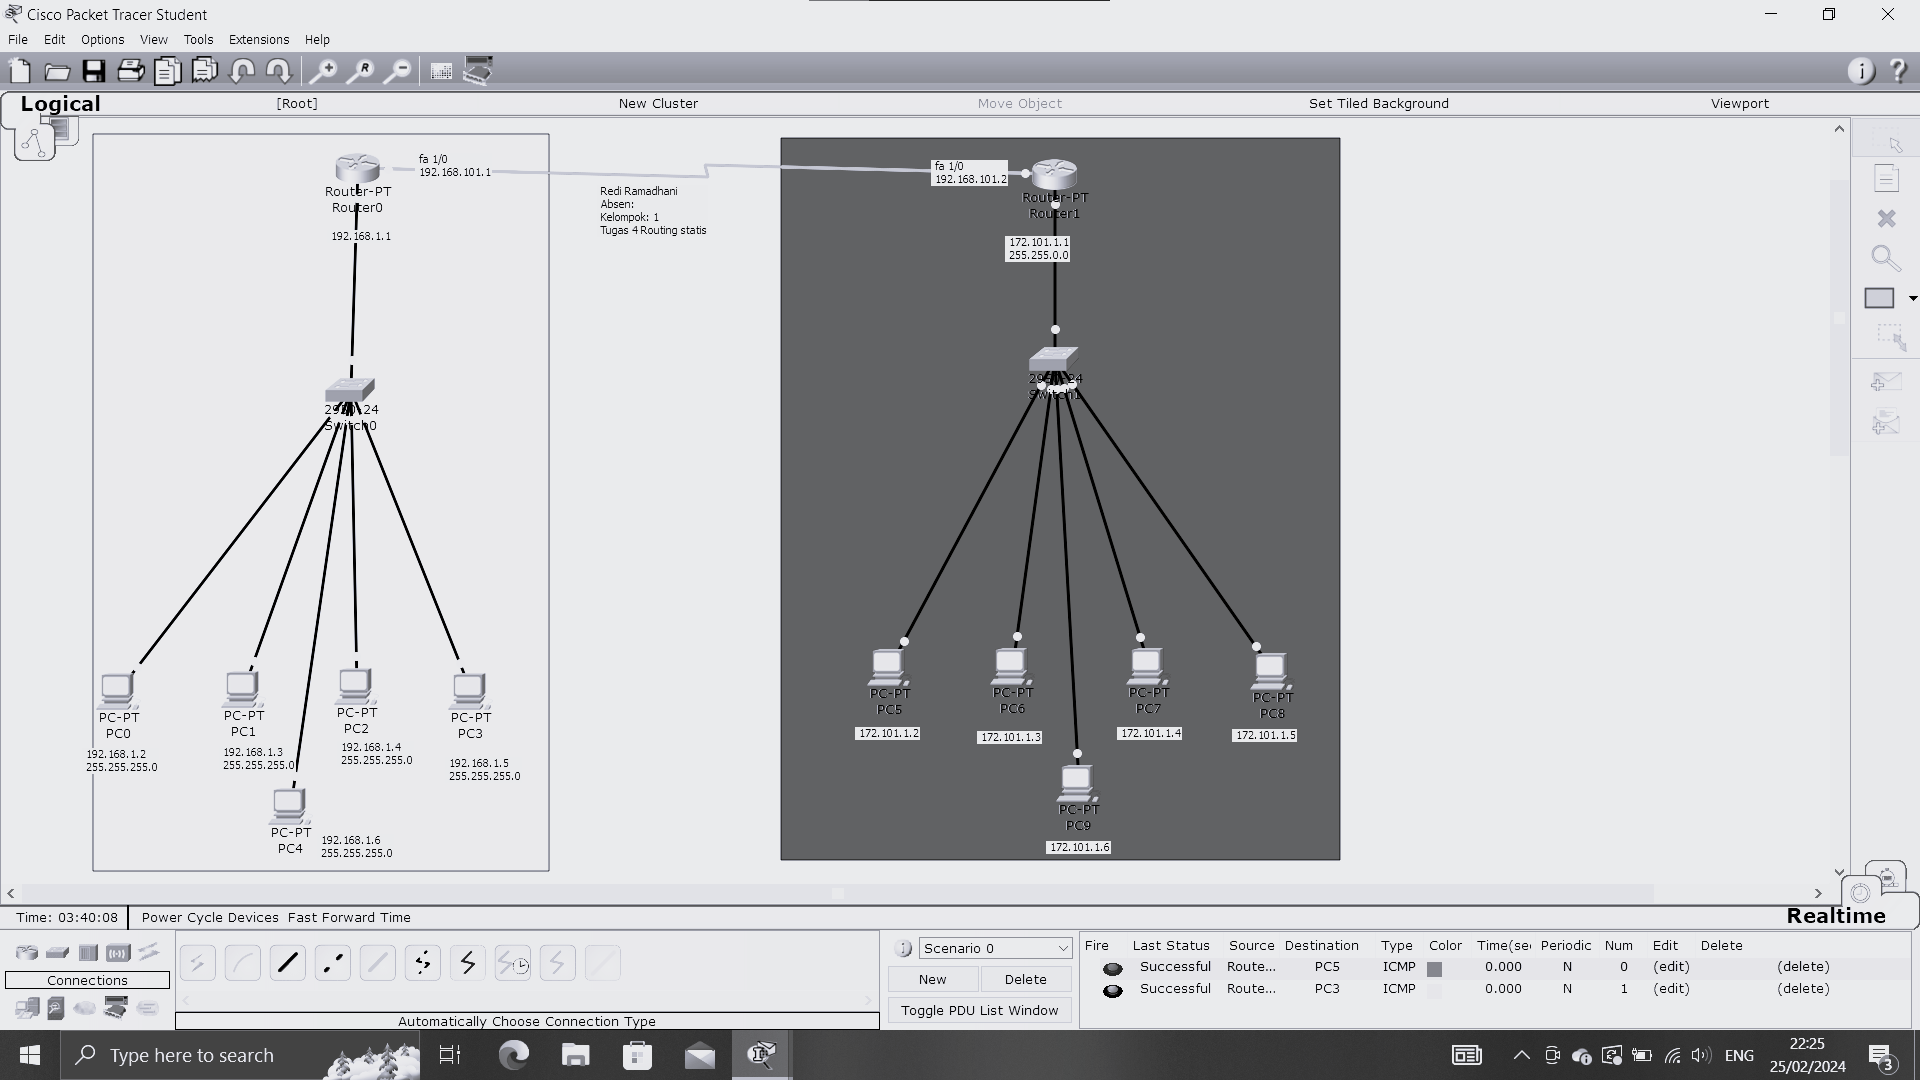 Cisco Packet Tracer Student
File Edit Options View Tools Extensions Help
Logical [Root] New Cluster Move Object Set Tiled Background Viewport
fa 1/0
192.168.101.1
Router-PT
Router0
192.168.1.1
Redi Ramadhani
Absen:
Kelompok: 1
Tugas 4 Routing statis
fa 1/0
192.168.101.2
Router-PT
Router1
172.101.1.1
255.255.0.0
2950-24
Switch0
2950-24
Switch1
PC-PT
PC0
192.168.1.2
255.255.255.0
PC-PT
PC1
192.168.1.3
255.255.255.0
PC-PT
PC2
192.168.1.4
255.255.255.0
PC-PT
PC3
192.168.1.5
255.255.255.0
PC-PT
PC4
192.168.1.6
255.255.255.0
PC-PT
PC5
172.101.1.2
PC-PT
PC6
172.101.1.3
PC-PT
PC7
172.101.1.4
PC-PT
PC8
172.101.1.5
PC-PT
PC9
172.101.1.6
Time: 03:40:08 Power Cycle Devices Fast Forward Time
Realtime
Connections
Automatically Choose Connection Type
Scenario 0
New Delete
Toggle PDU List Window
Fire Last Status Source Destination Type Color Time(sec Periodic Num Edit Delete
Successful Route... PC5 ICMP 0.000 N 0 (edit) (delete)
Successful Route... PC3 ICMP 0.000 N 1 (edit) (delete)
Type here to search
ENG
22:25
25/02/2024
3